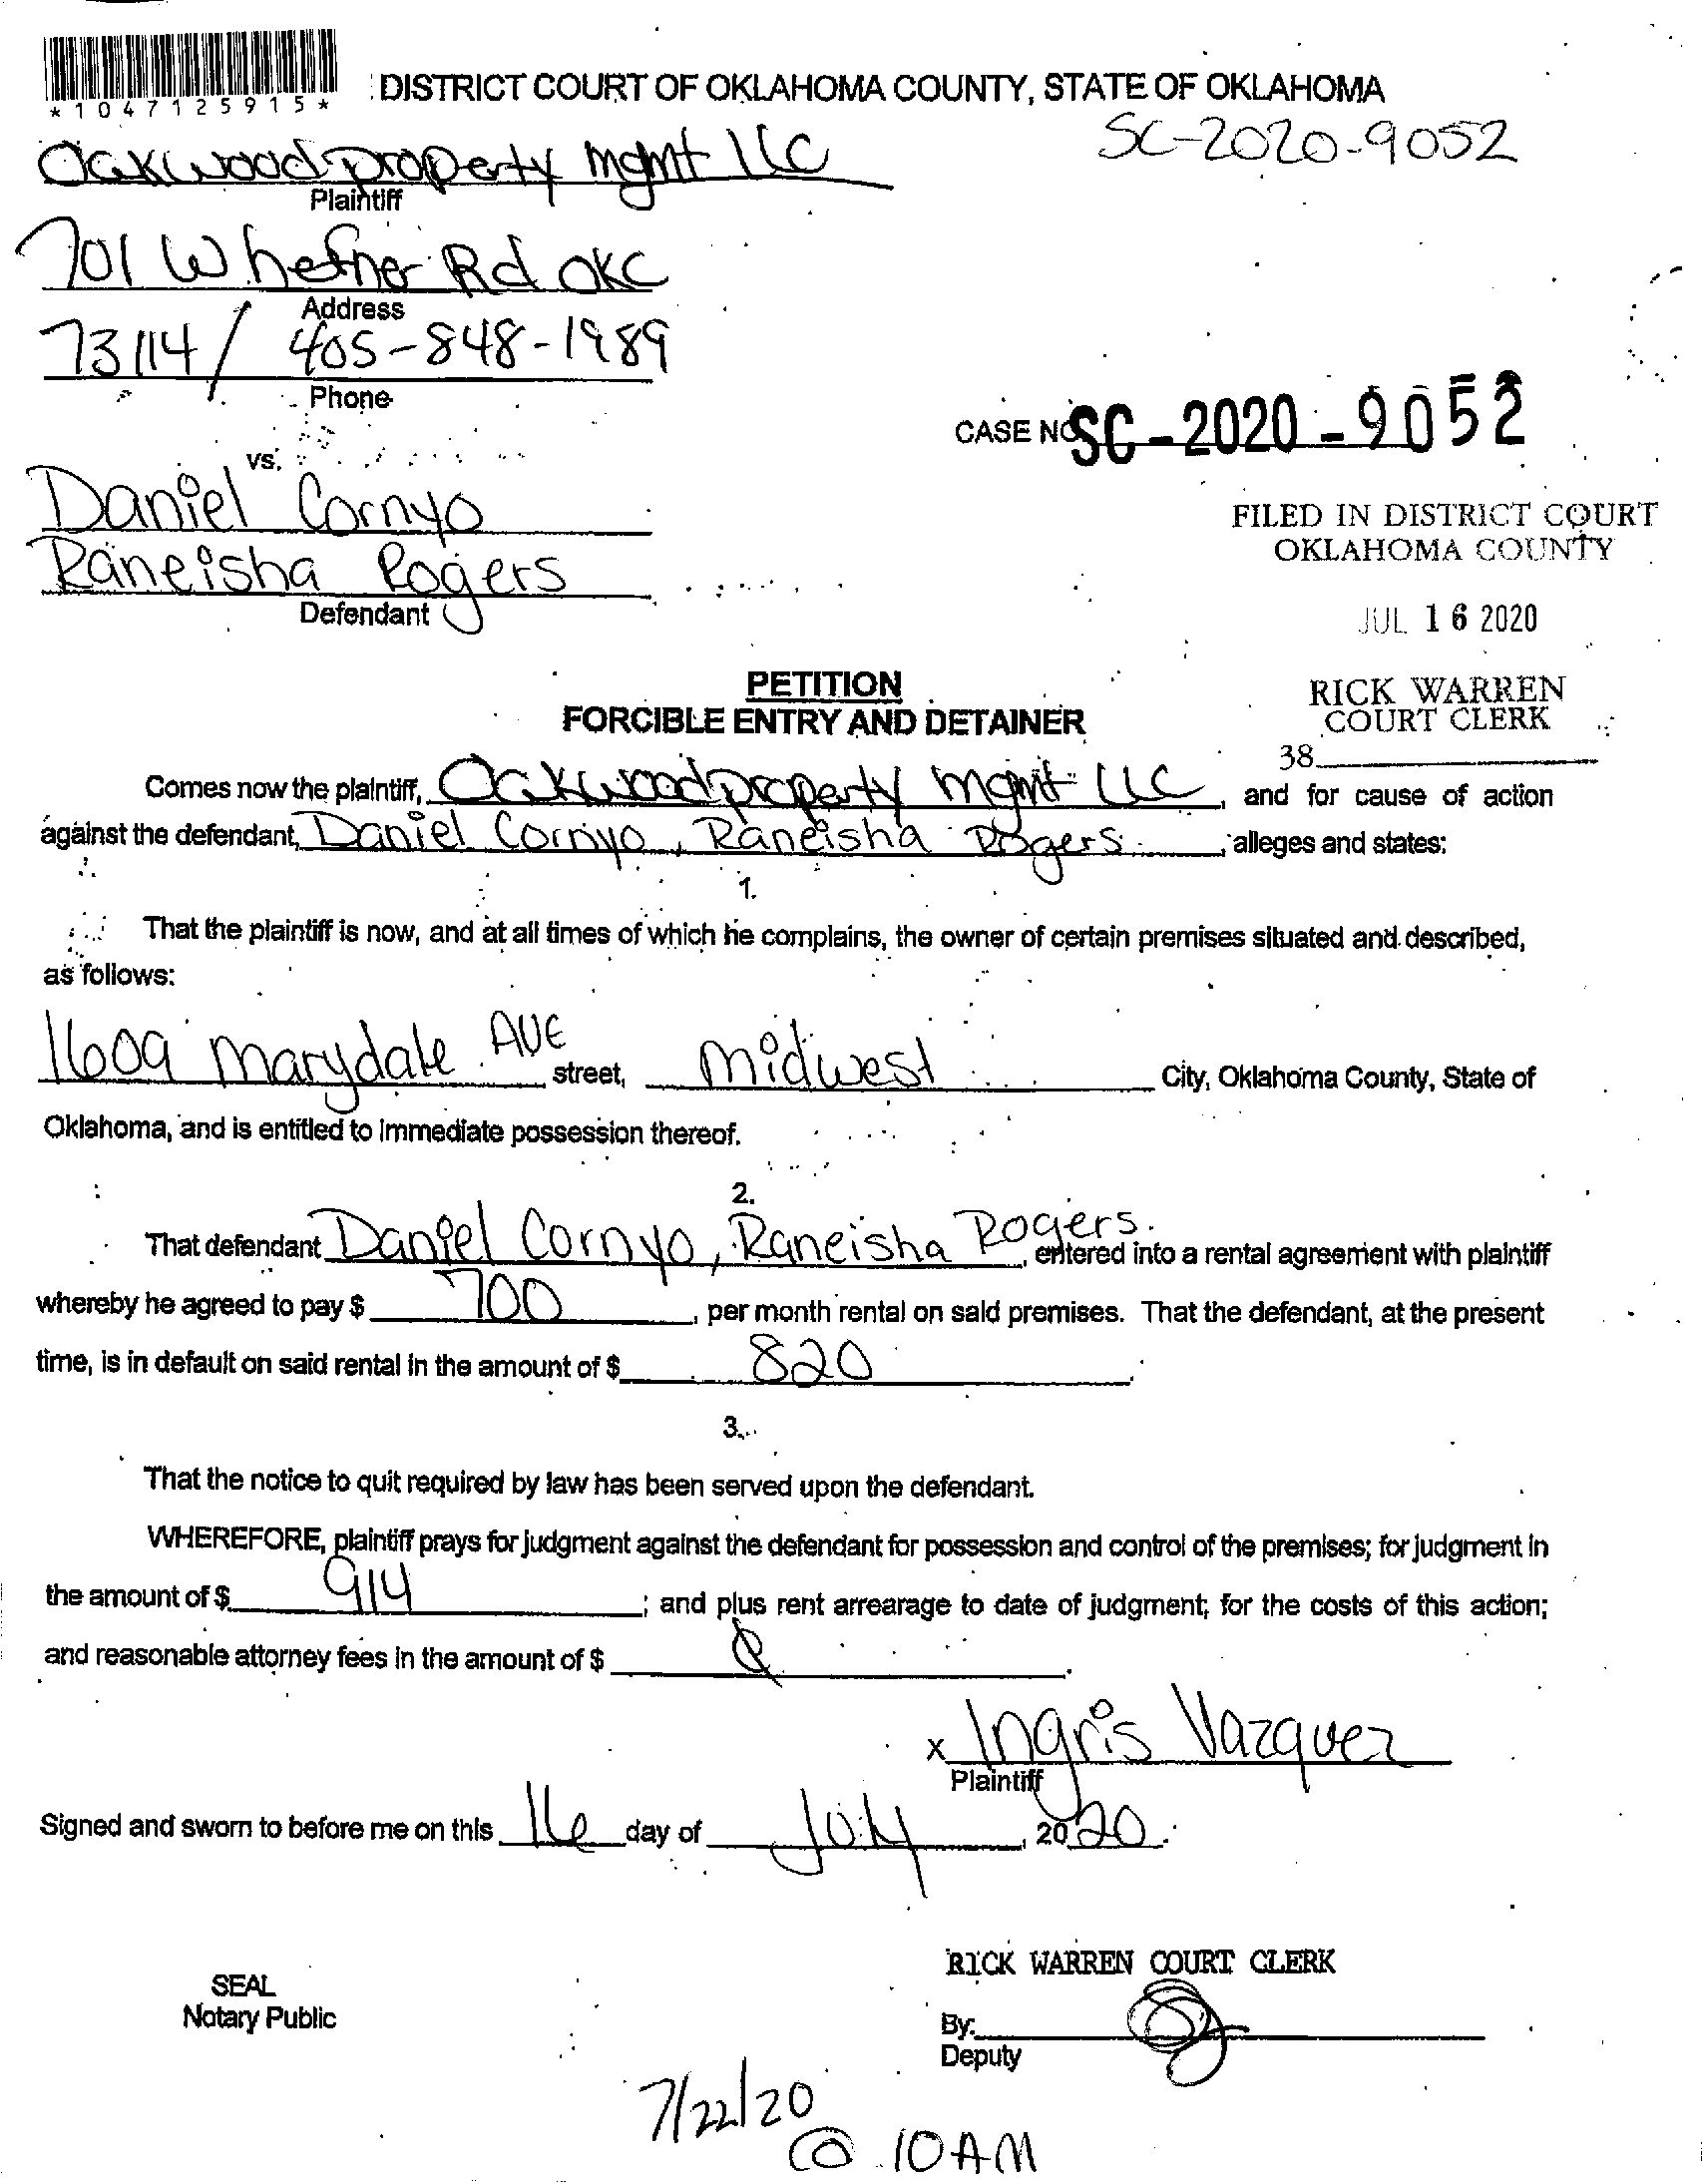 *1047125915*
DISTRICT COURT OF OKLAHOMA COUNTY, STATE OF OKLAHOMA
SC-2020-9052
Oakwood property mgmt llc
Plaintiff
701 W hefner Rd OKC
Address
73114 / 405-848-1989
Phone
CASE NO SC-2020-9052
vs.
Daniel Cornyo
Raneisha Rogers
Defendant
FILED IN DISTRICT COURT
OKLAHOMA COUNTY
JUL 16 2020
RICK WARREN
COURT CLERK
38
PETITION
FORCIBLE ENTRY AND DETAINER
Comes now the plaintiff, Oakwood property mgmt LLC, and for cause of action
against the defendant, Daniel Cornyo, Raneisha Rogers, alleges and states:
1.
That the plaintiff is now, and at all times of which he complains, the owner of certain premises situated and described,
as follows:
1609 Marydale AVE street, Midwest City, Oklahoma County, State of
Oklahoma, and is entitled to immediate possession thereof.
2.
That defendant Daniel Cornyo, Raneisha Rogers, entered into a rental agreement with plaintiff
whereby he agreed to pay $ 700, per month rental on said premises. That the defendant, at the present
time, is in default on said rental in the amount of $ 820.
3.
That the notice to quit required by law has been served upon the defendant.
WHEREFORE, plaintiff prays for judgment against the defendant for possession and control of the premises; for judgment in
the amount of $ 914; and plus rent arrearage to date of judgment; for the costs of this action;
and reasonable attorney fees in the amount of $
x Ingris Vazquez
Plaintiff
Signed and sworn to before me on this 16 day of July, 2020.
RICK WARREN COURT CLERK
SEAL
Notary Public
By:
Deputy
7/22/20
@ 10AM